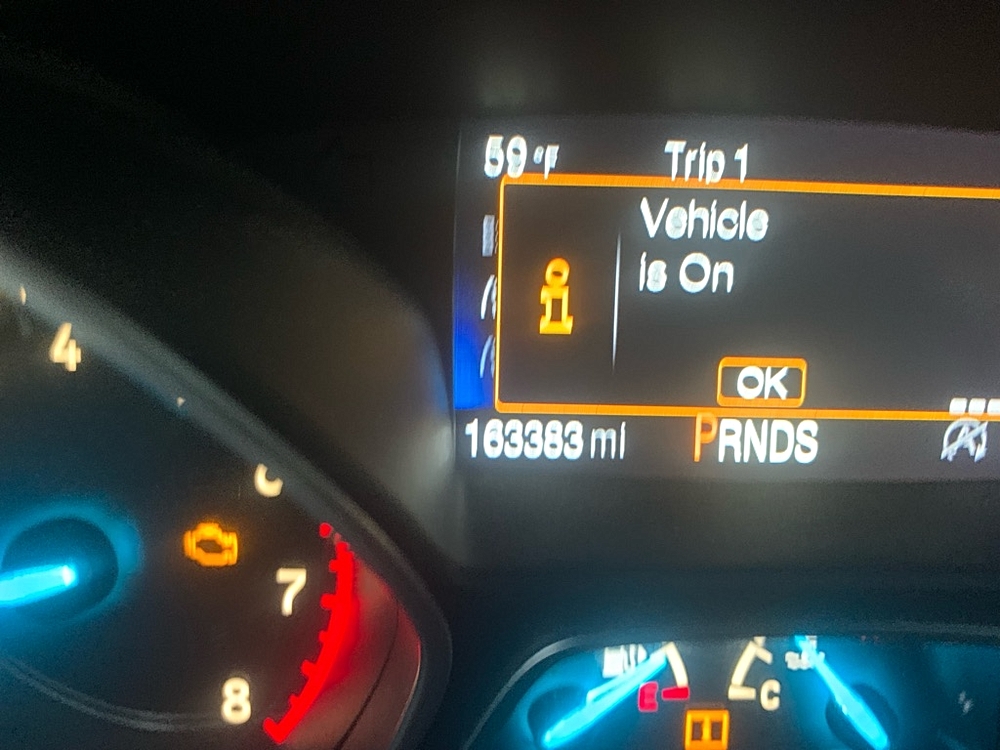 59 °F Trip 1
Vehicle
is On
OK
163383 mi PRNDS
A
4
7
8
E
C